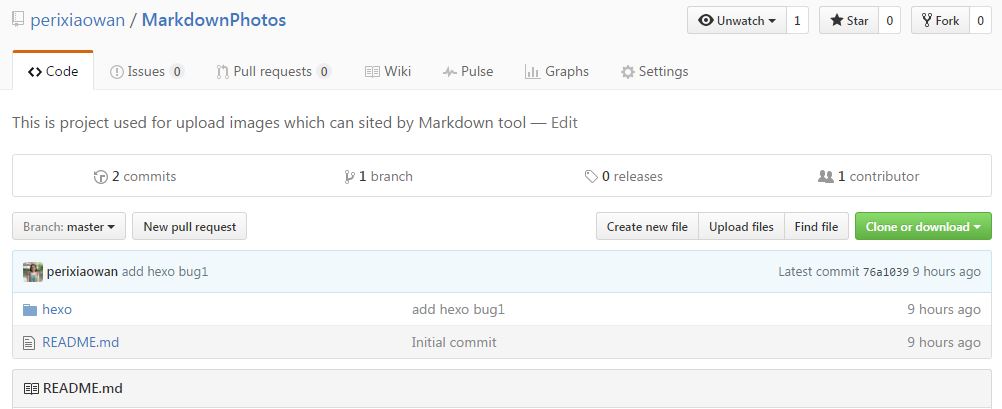 perixiaowan / MarkdownPhotos Unwatch 1 Star 0 Fork 0
Code Issues 0 Pull requests 0 Wiki Pulse Graphs Settings
This is project used for upload images which can sited by Markdown tool — Edit
2 commits 1 branch 0 releases 1 contributor
Branch: master New pull request Create new file Upload files Find file Clone or download
perixiaowan add hexo bug1 Latest commit 76a1039 9 hours ago
hexo add hexo bug1 9 hours ago
README.md Initial commit 9 hours ago
README.md